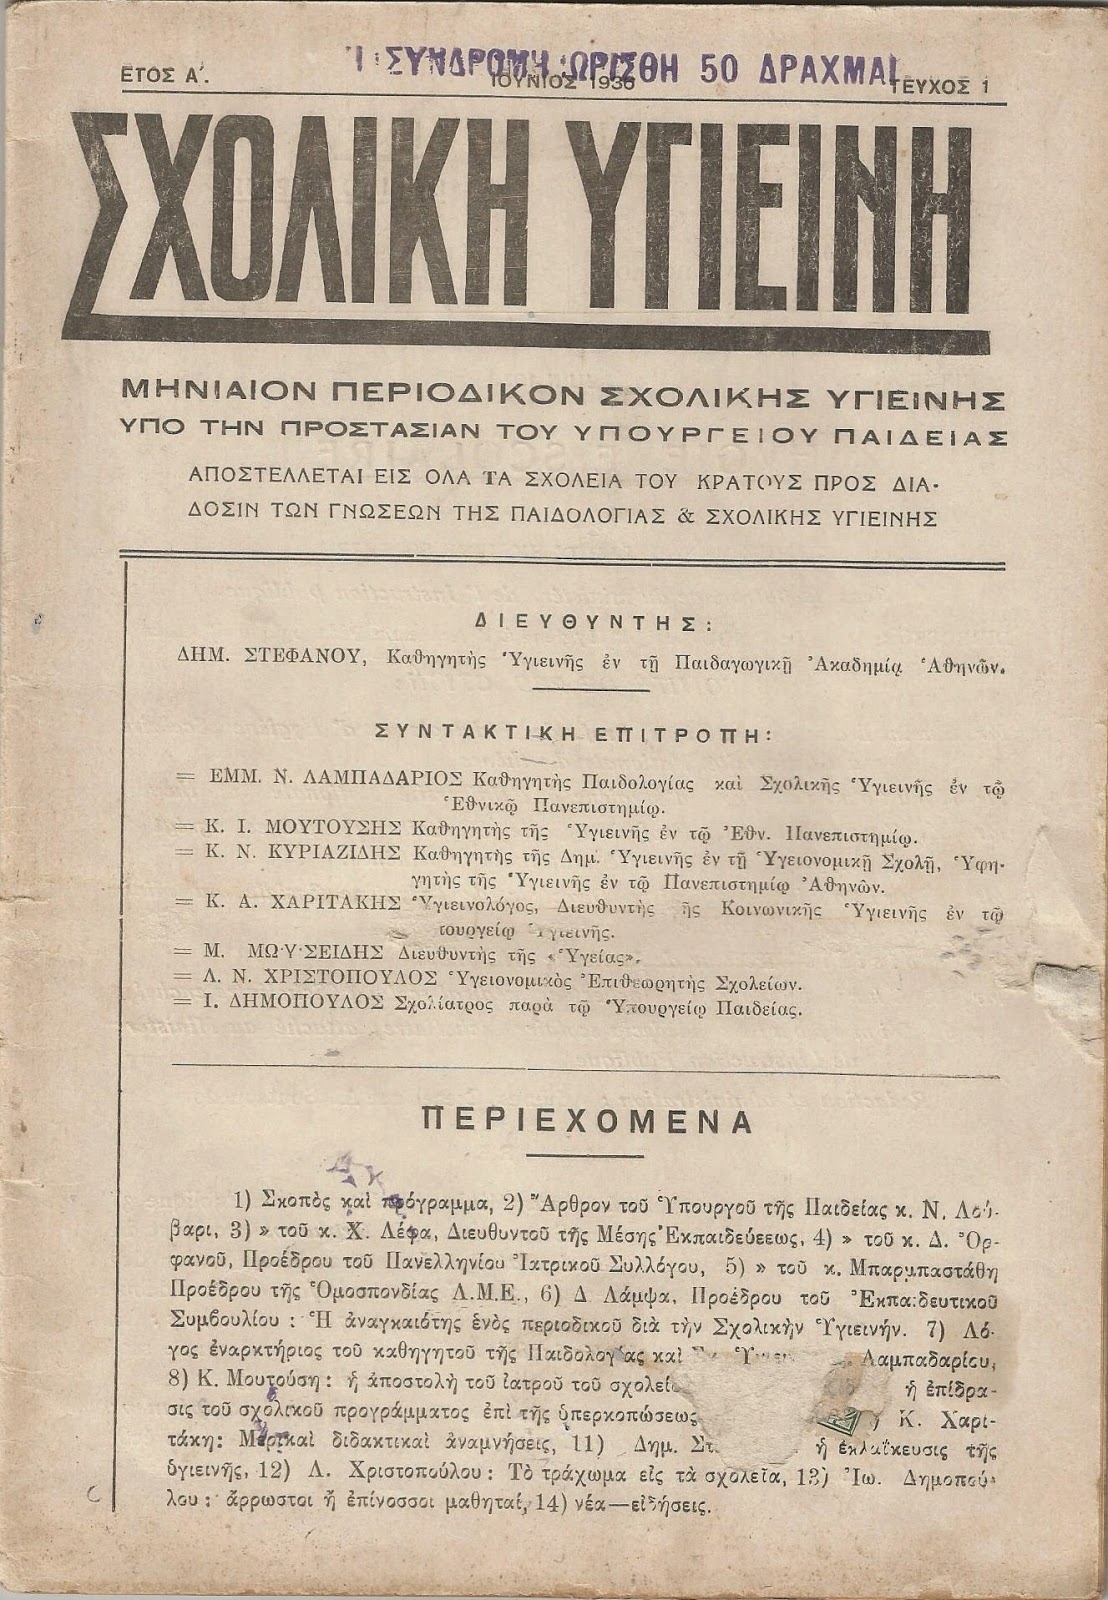 Ἡ ΣΥΝΔΡΟΜΗ ΩΡΙΣΘΗ 50 ΔΡΑΧΜΑΙ
ΕΤΟΣ Α΄. ΙΟΥΝΙΟΣ 1936 ΤΕΥΧΟΣ 1
ΣΧΟΛΙΚΗ ΥΓΙΕΙΝΗ
ΜΗΝΙΑΙΟΝ ΠΕΡΙΟΔΙΚΟΝ ΣΧΟΛΙΚΗΣ ΥΓΙΕΙΝΗΣ
ΥΠΟ ΤΗΝ ΠΡΟΣΤΑΣΙΑΝ ΤΟΥ ΥΠΟΥΡΓΕΙΟΥ ΠΑΙΔΕΙΑΣ
ΑΠΟΣΤΕΛΛΕΤΑΙ ΕΙΣ ΟΛΑ ΤΑ ΣΧΟΛΕΙΑ ΤΟΥ ΚΡΑΤΟΥΣ ΠΡΟΣ ΔΙΑ-
ΔΟΣΙΝ ΤΩΝ ΓΝΩΣΕΩΝ ΤΗΣ ΠΑΙΔΟΛΟΓΙΑΣ & ΣΧΟΛΙΚΗΣ ΥΓΙΕΙΝΗΣ
ΔΙΕΥΘΥΝΤΗΣ:
ΔΗΜ. ΣΤΕΦΑΝΟΥ, Καθηγητὴς Ὑγιεινῆς ἐν τῇ Παιδαγωγικῇ Ἀκαδημίᾳ Ἀθηνῶν.
ΣΥΝΤΑΚΤΙΚΗ ΕΠΙΤΡΟΠΗ:
= ΕΜΜ. Ν. ΛΑΜΠΑΔΑΡΙΟΣ Καθηγητὴς Παιδολογίας καὶ Σχολικῆς Ὑγιεινῆς ἐν τῷ
Ἐθνικῷ Πανεπιστημίῳ.
= Κ. Ι. ΜΟΥΤΟΥΣΗΣ Καθηγητὴς τῆς Ὑγιεινῆς ἐν τῷ Ἐθν. Πανεπιστημίῳ.
= Κ. Ν. ΚΥΡΙΑΖΙΔΗΣ Καθηγητὴς τῆς Δημ. Ὑγιεινῆς ἐν τῇ Ὑγειονομικῇ Σχολῇ, Ὑφη-
γητὴς τῆς Ὑγιεινῆς ἐν τῷ Πανεπιστημίῳ Ἀθηνῶν.
= Κ. Α. ΧΑΡΙΤΑΚΗΣ Ὑγιεινολόγος, Διευθυντὴς ῆς Κοινωνικῆς Ὑγιεινῆς ἐν τῷ
τουργείῳ Ὑγιεινῆς.
= Μ. ΜΩ·Υ·ΣΕΙΔΗΣ Διευθυντὴς τῆς «Ὑγείας».
= Λ. Ν. ΧΡΙΣΤΟΠΟΥΛΟΣ Ὑγειονομικὸς Ἐπιθεωρητὴς Σχολείων.
= Ι. ΔΗΜΟΠΟΥΛΟΣ Σχολίατρος παρὰ τῷ Ὑπουργείῳ Παιδείας.
ΠΕΡΙΕΧΟΜΕΝΑ
1) Σκοπὸς καὶ πρόγραμμα, 2) Ἄρθρον τοῦ Ὑπουργοῦ τῆς Παιδείας κ. Ν. Λού-
βαρι, 3) » τοῦ κ. Χ. Λέφα, Διευθυντοῦ τῆς Μέσης Ἐκπαιδεύεεως, 4) » τοῦ κ. Δ. Ὀρ-
φανοῦ, Προέδρου τοῦ Πανελληνίου Ἰατρικοῦ Συλλόγου, 5) » τοῦ κ. Μπαρμπαστάθη
Προέδρου τῆς Ὁμοσπονδίας Λ.Μ.Ε., 6) Δ. Λάμψα, Προέδρου τοῦ Ἐκπαιδευτικοῦ
Συμβουλίου : Ἡ ἀναγκαιότης ἑνὸς περιοδικοῦ διὰ τὴν Σχολικὴν Ὑγιεινήν. 7) Λό-
γος ἐναρκτήριος τοῦ καθηγητοῦ τῆς Παιδολογίας καὶ Λαμπαδαρίου,
8) Κ. Μουτούση : ἡ ἀποστολὴ τοῦ ἰατροῦ τοῦ σχολείο ἡ ἐπίδρα-
σις τοῦ σχολικοῦ προγράμματος ἐπὶ τῆς ὑπερκοπώσεως ) Κ. Χαρι-
τάκη: Μερικαὶ διδακτικαὶ ἀναμνήσεις, 11) Δημ. Στ ἡ ἐκλαΐκευσις τῆς
ὑγιεινῆς, 12) Λ. Χριστοπούλου : Τὸ τράχωμα εἰς τὰ σχολεῖα, 13) Ἰω. Δημοπού-
λου : ἄρρωστοι ἢ ἐπίνοσσοι μαθηταί, 14) νέα—εἰδήσεις.